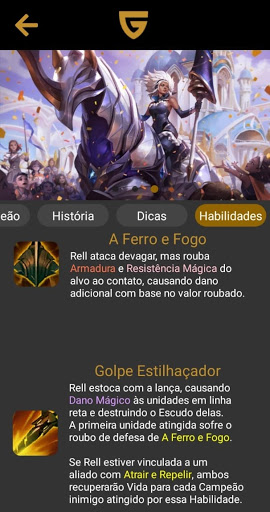 eão
História
Dicas
Habilidades
A Ferro e Fogo
Rell ataca devagar, mas rouba
Armadura e Resistência Mágica do
alvo ao contato, causando dano
adicional com base no valor roubado.
Golpe Estilhaçador
Rell estoca com a lança, causando
Dano Mágico às unidades em linha
reta e destruindo o Escudo delas.
A primeira unidade atingida sofre o
roubo de defesa de A Ferro e Fogo.
Se Rell estiver vinculada a um
aliado com Atrair e Repelir, ambos
recuperarão Vida para cada Campeão
inimigo atingido por essa Habilidade.